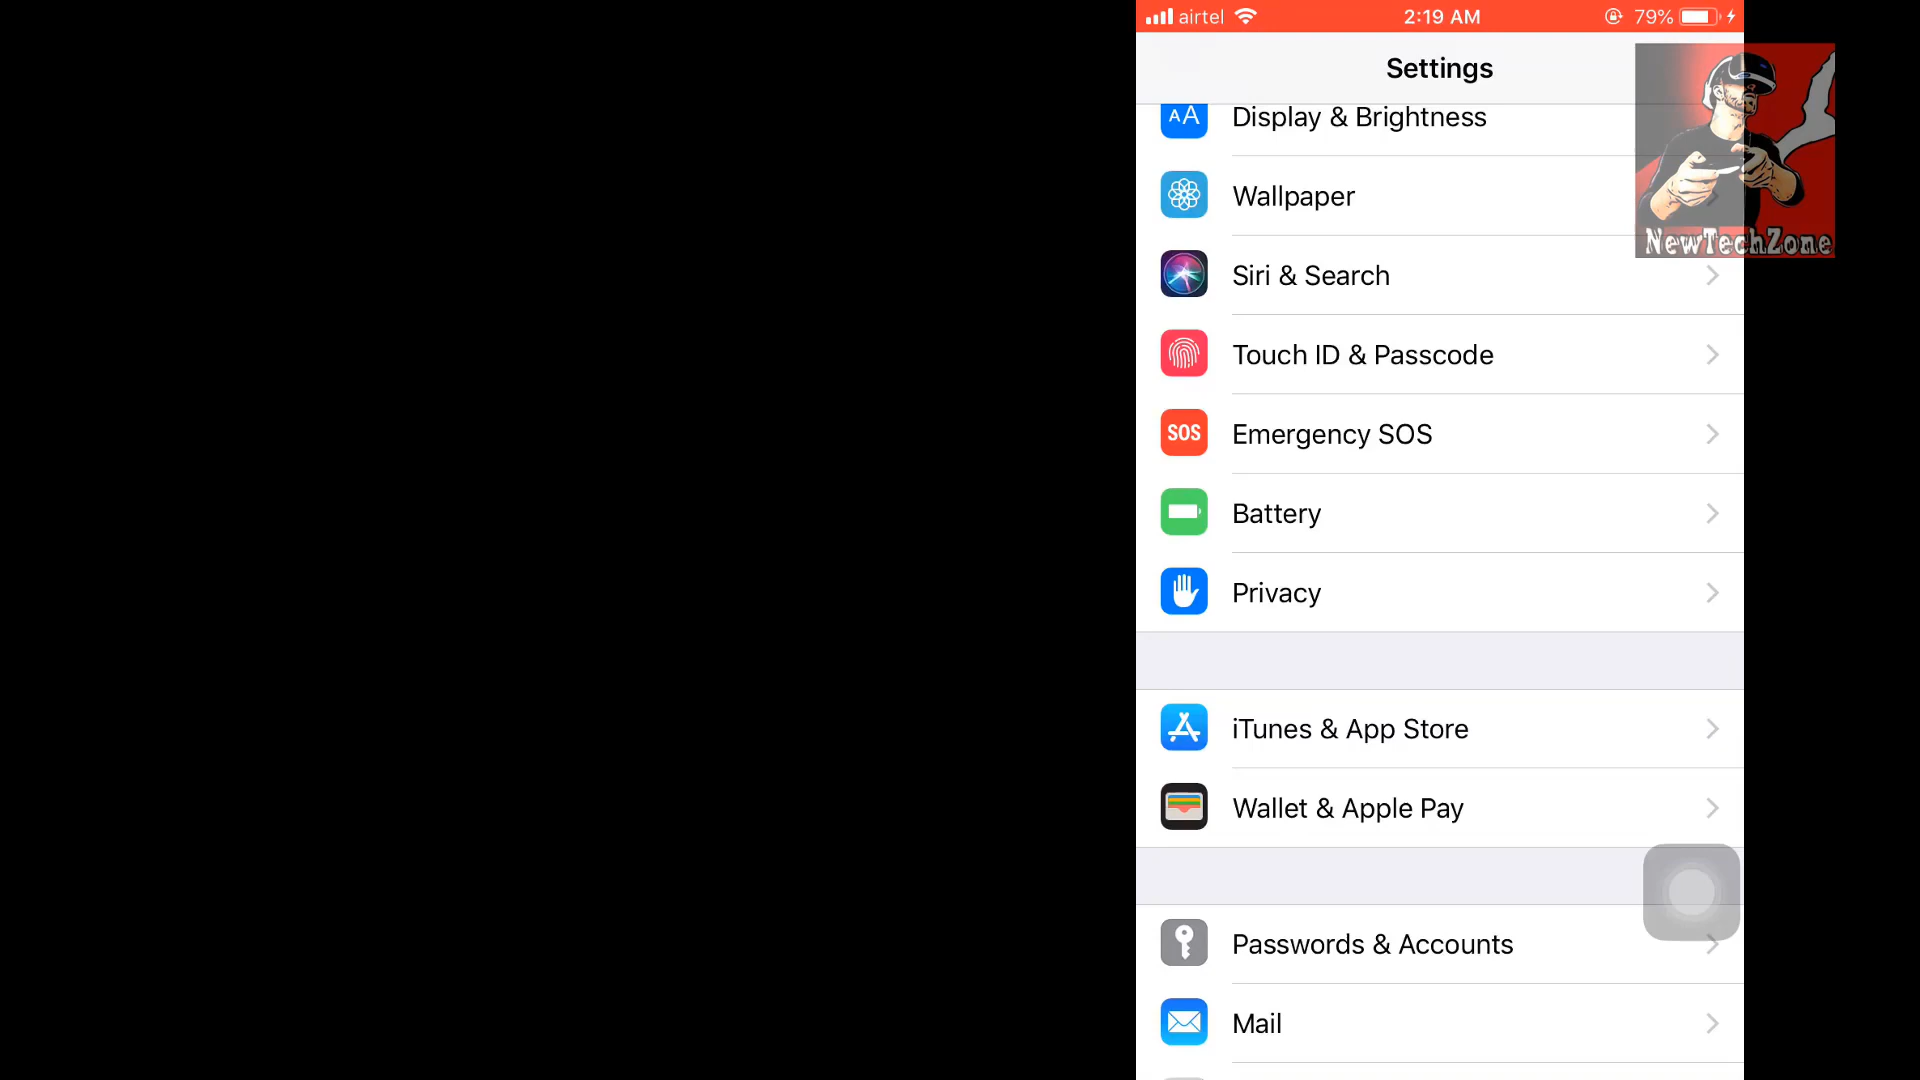 airtel 2:19 AM 79%
Settings
AA Display & Brightness
Wallpaper
Siri & Search
Touch ID & Passcode
SOS Emergency SOS
Battery
Privacy
iTunes & App Store
Wallet & Apple Pay
Passwords & Accounts
Mail
NewTechZone